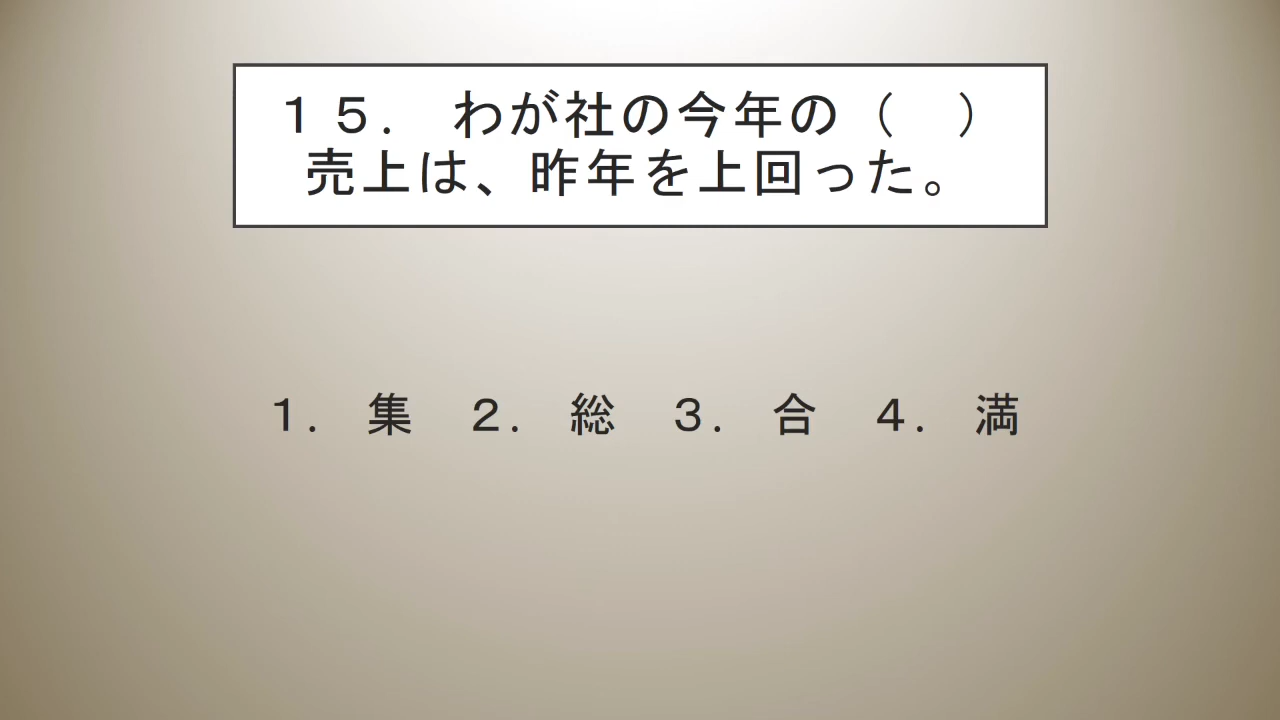 １５．　わが社の今年の（　）
売上は、昨年を上回った。
１．　集　２．　総　３．　合　４．　満